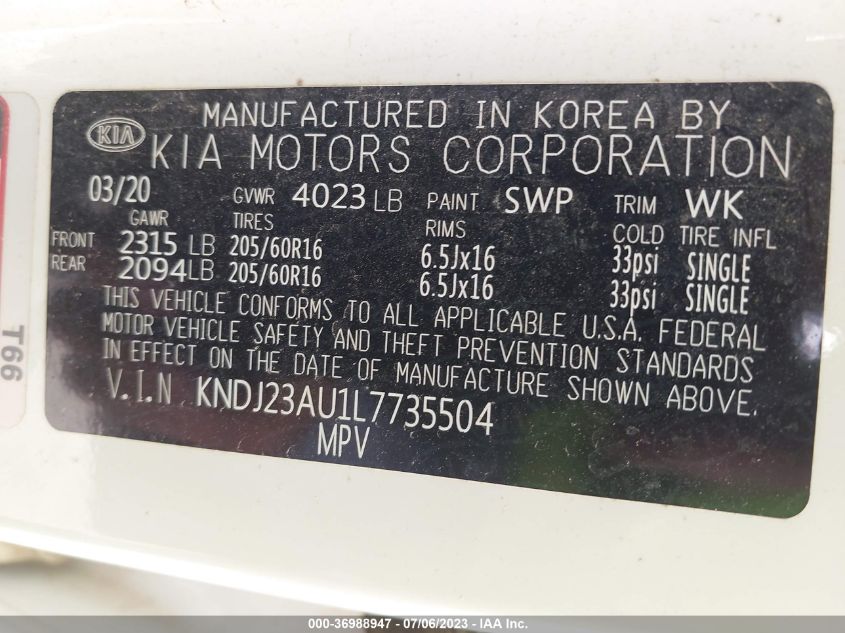 MANUFACTURED IN KOREA BY
KIA KIA MOTORS CORPORATION
03/20 GVWR 4023 LB PAINT SWP TRIM WK
GAWR TIRES RIMS COLD TIRE INFL
FRONT 2315 LB 205/60R16 6.5Jx16 33psi SINGLE
REAR 2094 LB 205/60R16 6.5Jx16 33psi SINGLE
THIS VEHICLE CONFORMS TO ALL APPLICABLE U.S.A. FEDERAL
MOTOR VEHICLE SAFETY AND THEFT PREVENTION STANDARDS
IN EFFECT ON THE DATE OF MANUFACTURE SHOWN ABOVE.
V.I.N KNDJ23AU1L7735504
MPV
T66
000-36988947 - 07/06/2023 - IAA Inc.